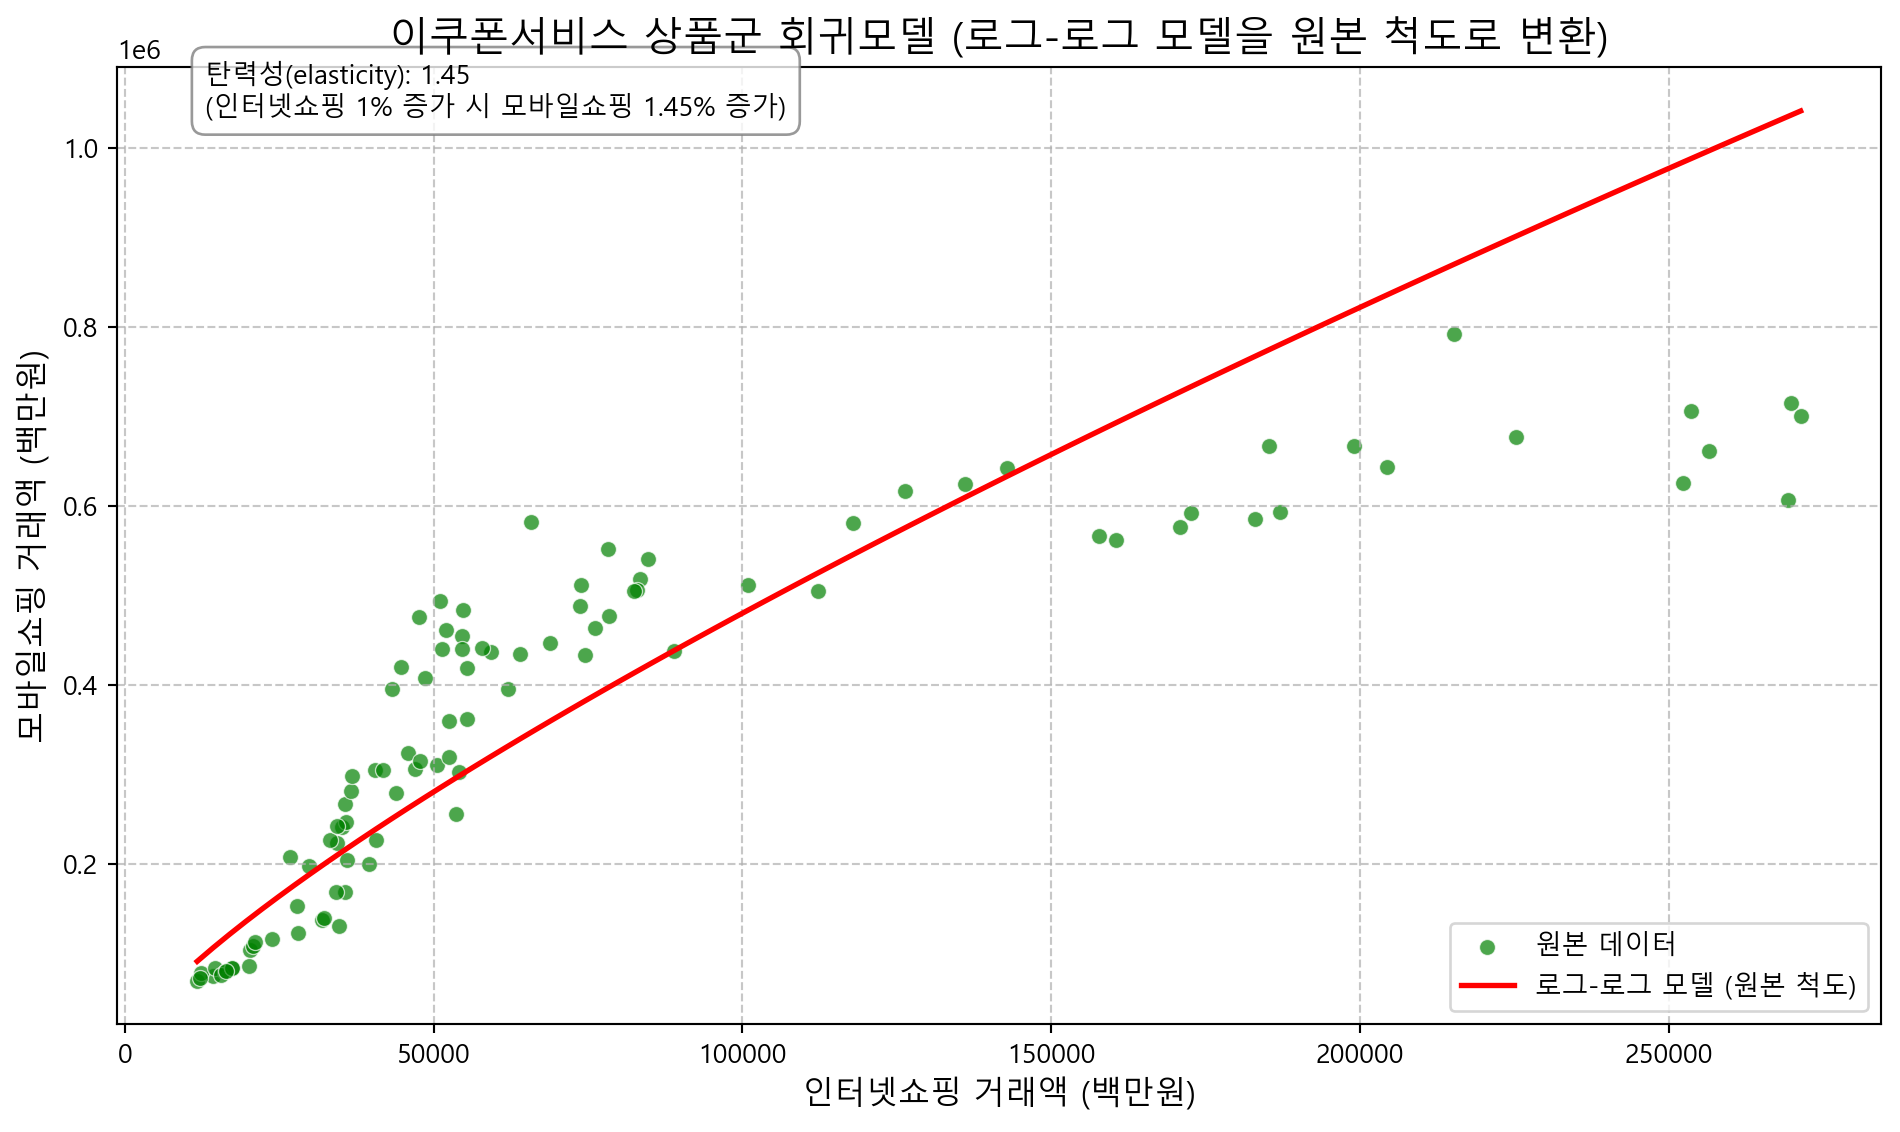 이쿠폰서비스 상품군 회귀모델 (로그-로그 모델을 원본 척도로 변환)
1e6
탄력성(elasticity): 1.45
(인터넷쇼핑 1% 증가 시 모바일쇼핑 1.45% 증가)
모바일쇼핑 거래액 (백만원)
1.0
0.8
0.6
0.4
0.2
원본 데이터
로그-로그 모델 (원본 척도)
0 50000 100000 150000 200000 250000
인터넷쇼핑 거래액 (백만원)